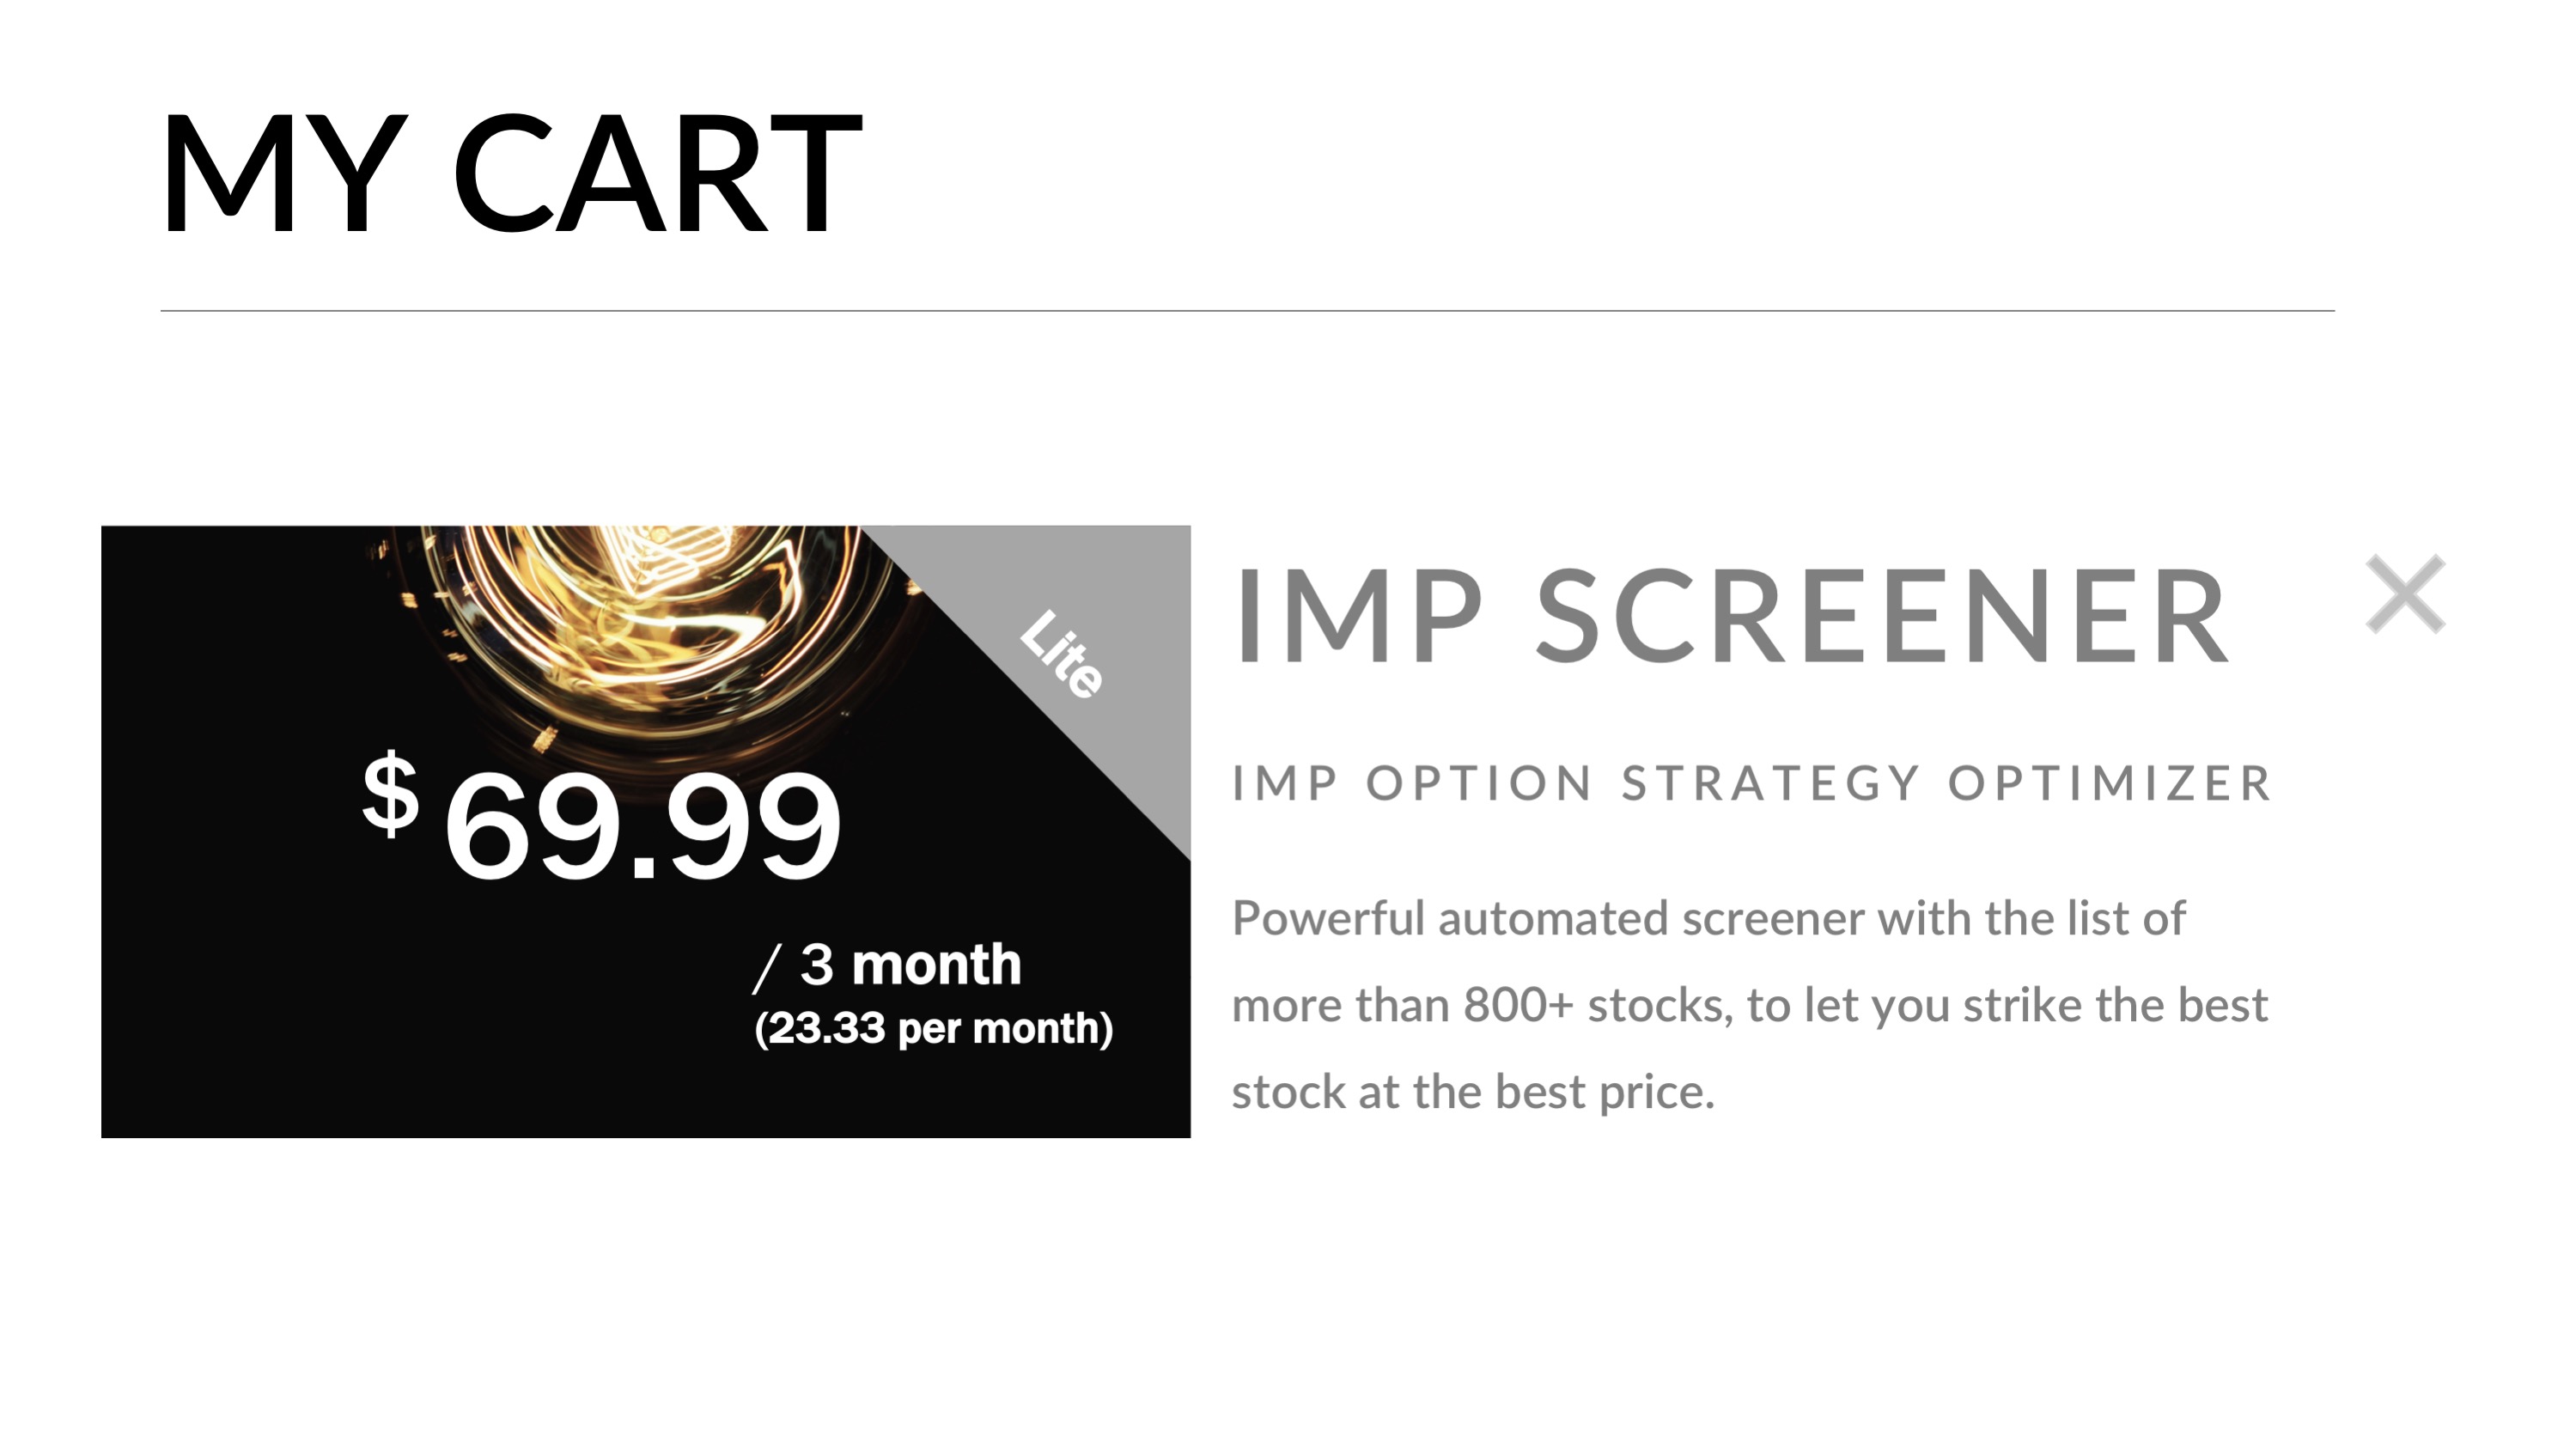 MY CART
Lite
$ 69.99
/ 3 month
(23.33 per month)
IMP SCREENER
IMP OPTION STRATEGY OPTIMIZER
Powerful automated screener with the list of
more than 800+ stocks, to let you strike the best
stock at the best price.